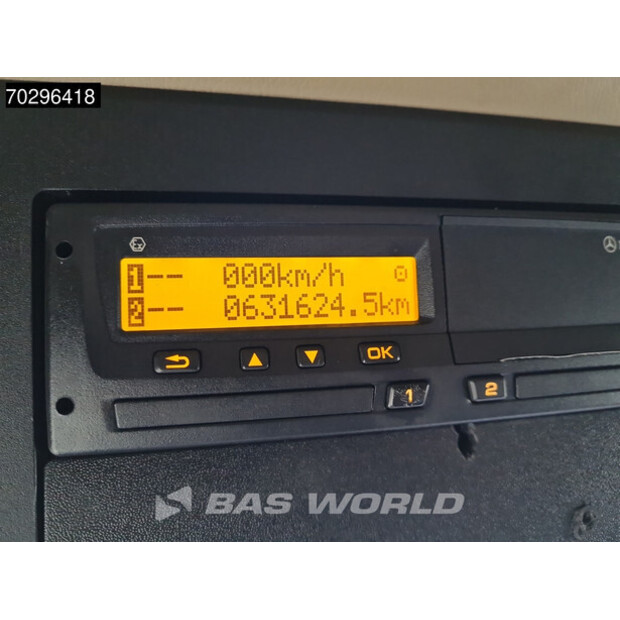 70296418
1-- 000km/h
2-- 0631624.5km
OK
1
2
BAS WORLD